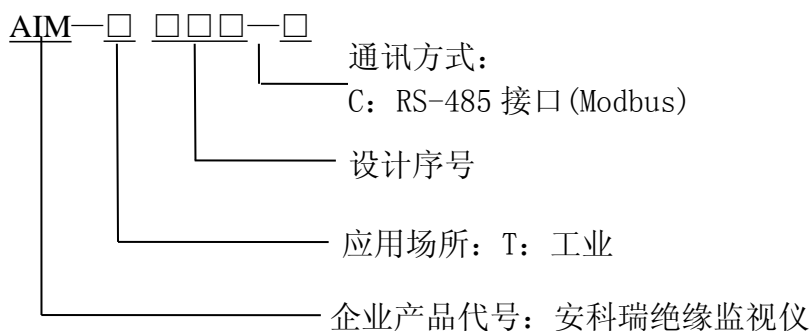 AIM—□ □□□—□
通讯方式：
C：RS-485 接口(Modbus)
设计序号
应用场所：T：工业
企业产品代号：安科瑞绝缘监视仪